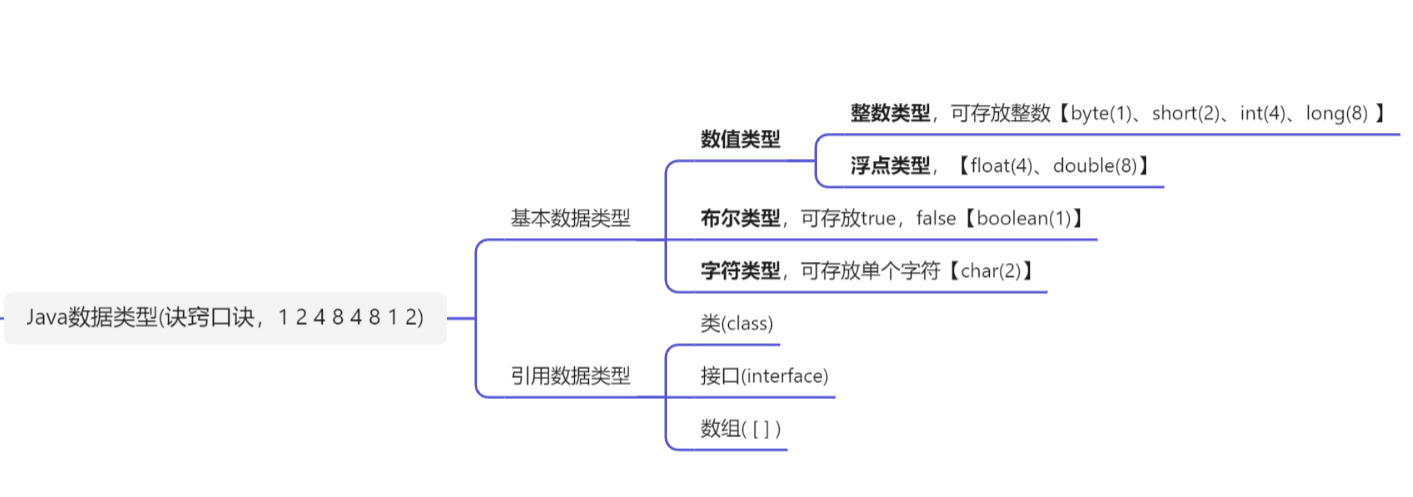 整数类型，可存放整数【byte(1)、short(2)、int(4)、long(8) 】
数值类型
浮点类型，【float(4)、double(8)】
基本数据类型
布尔类型，可存放true，false【boolean(1)】
字符类型，可存放单个字符【char(2)】
Java数据类型(诀窍口诀，1 2 4 8 4 8 1 2)
类(class)
引用数据类型
接口(interface)
数组( [ ] )